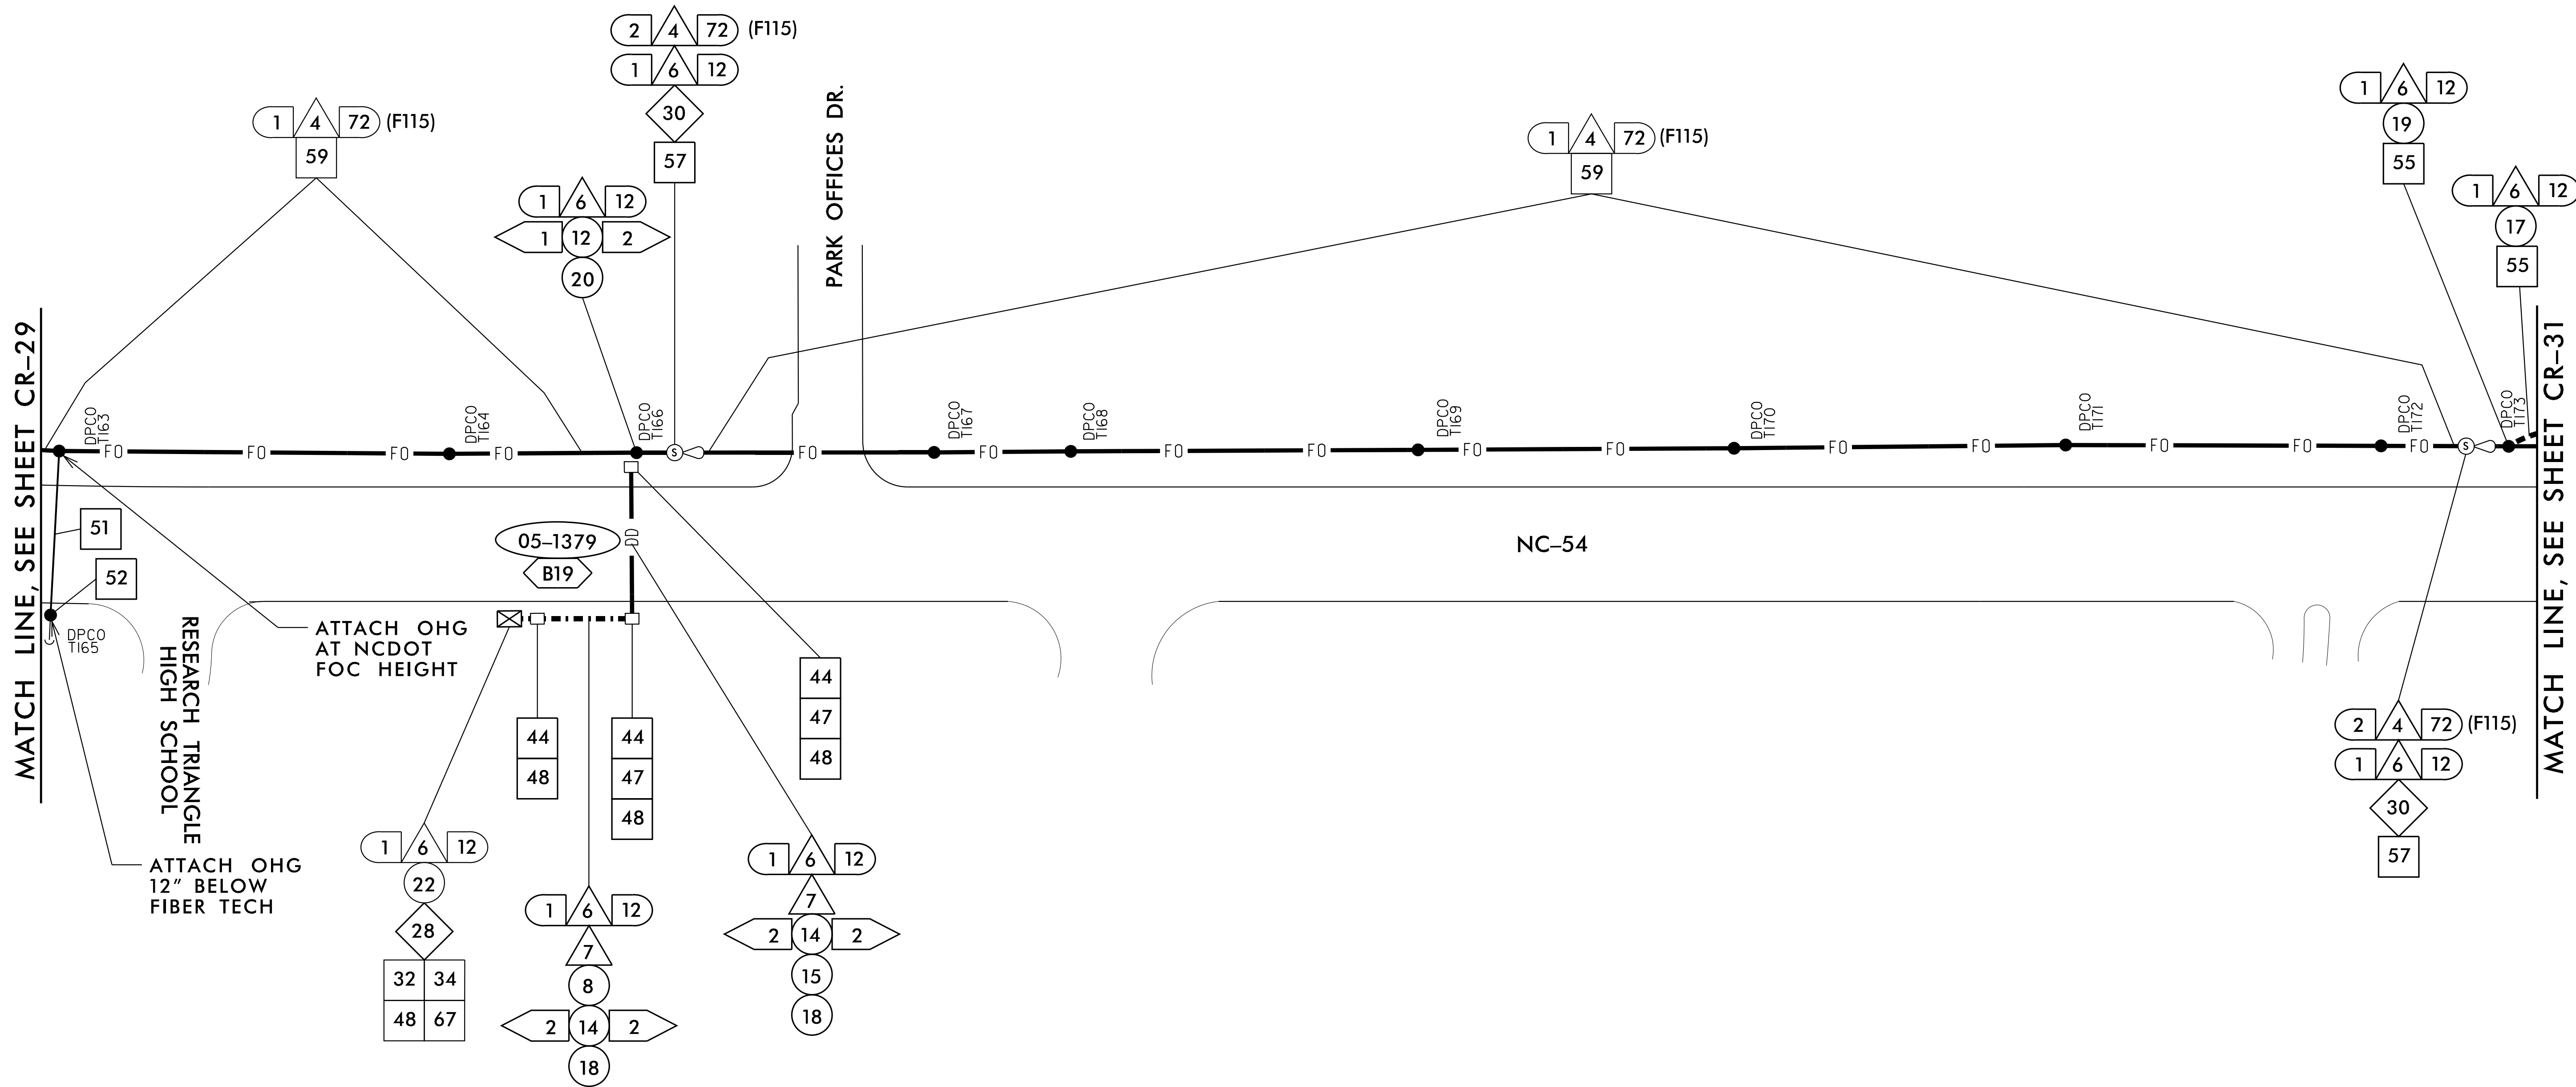 2 4 72 (F115)
1 6 12
30
57
1 4 72 (F115)
59
1 6 12
1 12 2
20
PARK OFFICES DR.
1 4 72 (F115)
59
1 6 12
19
55
1 6 12
17
55
MATCH LINE, SEE SHEET CR–29
DPCO
T163
DPCO
T164
DPCO
T166
DPCO
T167
DPCO
T168
DPCO
T169
DPCO
T170
DPCO
T171
DPCO
T172
DPCO
T173
FO FO FO FO S FO FO FO FO FO FO FO FO FO FO FO S
MATCH LINE, SEE SHEET CR–31
51
52
DPCO
T165
05–1379
B19
DD
NC–54
RESEARCH TRIANGLE
HIGH SCHOOL
ATTACH OHG
AT NCDOT
FOC HEIGHT
ATTACH OHG
12" BELOW
FIBER TECH
44
48
44
47
48
44
47
48
1 6 12
22
28
32 34
48 67
1 6 12
7
8
2 14 2
18
1 6 12
7
2 14 2
15
18
2 4 72 (F115)
1 6 12
30
57